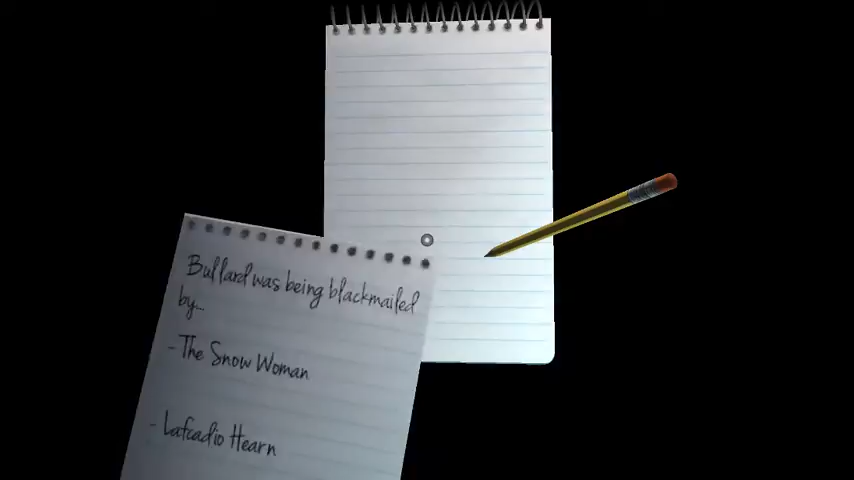 Bullard was being blackmailed
by...
-The Snow Woman
- Lafcadio Hearn